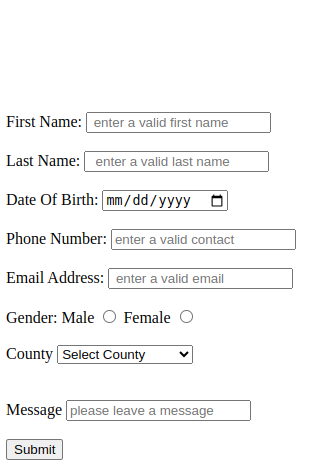 First Name: enter a valid first name
Last Name: enter a valid last name
Date Of Birth: mm/dd/yyyy
Phone Number: enter a valid contact
Email Address: enter a valid email
Gender: Male Female
County Select County
Message please leave a message
Submit